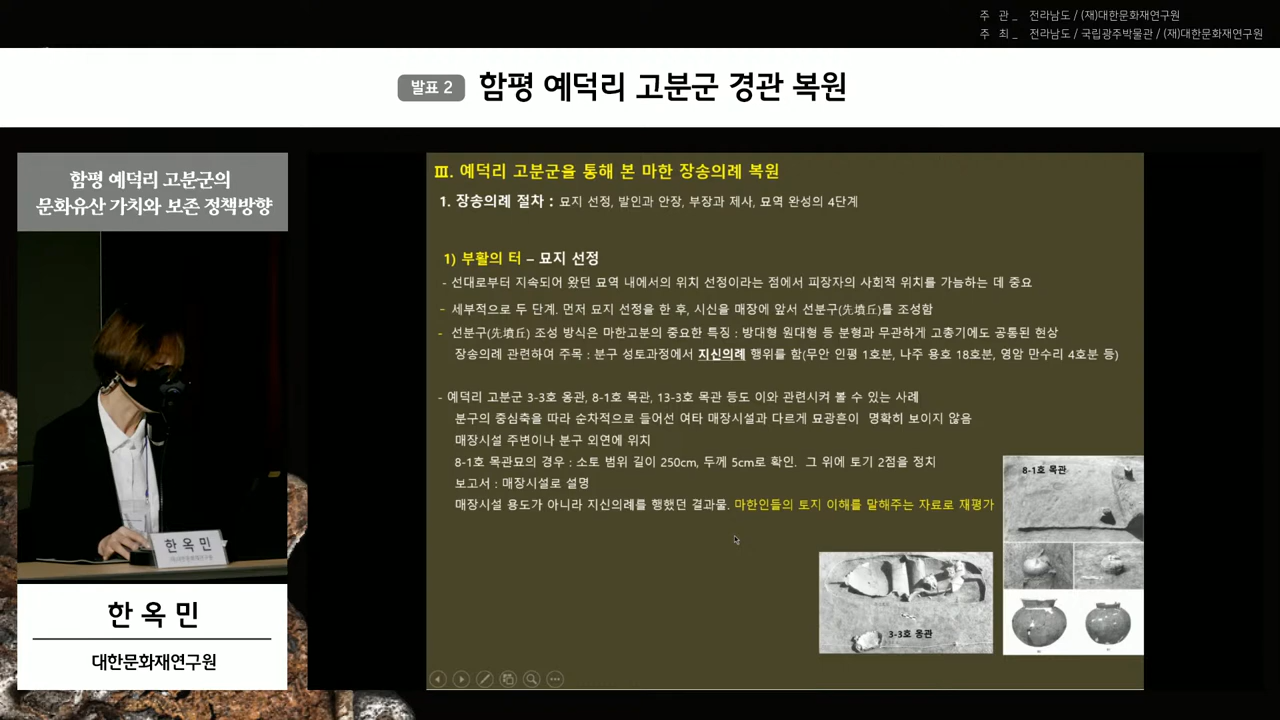 주 관 _ 전라남도 / (재)대한문화재연구원
주 최 _ 전라남도 / 국립광주박물관 / (재)대한문화재연구원
발표 2 함평 예덕리 고분군 경관 복원
함평 예덕리 고분군의
문화유산 가치와 보존 정책방향
한 옥 민
한 옥 민
대한문화재연구원
Ⅲ. 예덕리 고분군을 통해 본 마한 장송의례 복원
1. 장송의례 절차 : 묘지 선정, 발인과 안장, 부장과 제사, 묘역 완성의 4단계
1) 부활의 터 – 묘지 선정
- 선대로부터 지속되어 왔던 묘역 내에서의 위치 선정이라는 점에서 피장자의 사회적 위치를 가늠하는 데 중요
- 세부적으로 두 단계. 먼저 묘지 선정을 한 후, 시신을 매장에 앞서 선분구(先墳丘)를 조성함
- 선분구(先墳丘) 조성 방식은 마한고분의 중요한 특징 : 방대형 원대형 등 분형과 무관하게 고총기에도 공통된 현상
장송의례 관련하여 주목 : 분구 성토과정에서 지신의례 행위를 함(무안 인평 1호분, 나주 용호 18호분, 영암 만수리 4호분 등)
- 예덕리 고분군 3-3호 옹관, 8-1호 목관, 13-3호 목관 등도 이와 관련시켜 볼 수 있는 사례
분구의 중심축을 따라 순차적으로 들어선 여타 매장시설과 다르게 묘광흔이 명확히 보이지 않음
매장시설 주변이나 분구 외연에 위치
8-1호 목관묘의 경우 : 소토 범위 길이 250cm, 두께 5cm로 확인. 그 위에 토기 2점을 정치
보고서 : 매장시설로 설명
매장시설 용도가 아니라 지신의례를 행했던 결과물. 마한인들의 토지 이해를 말해주는 자료로 재평가
8-1호 목관
3-3호 옹관